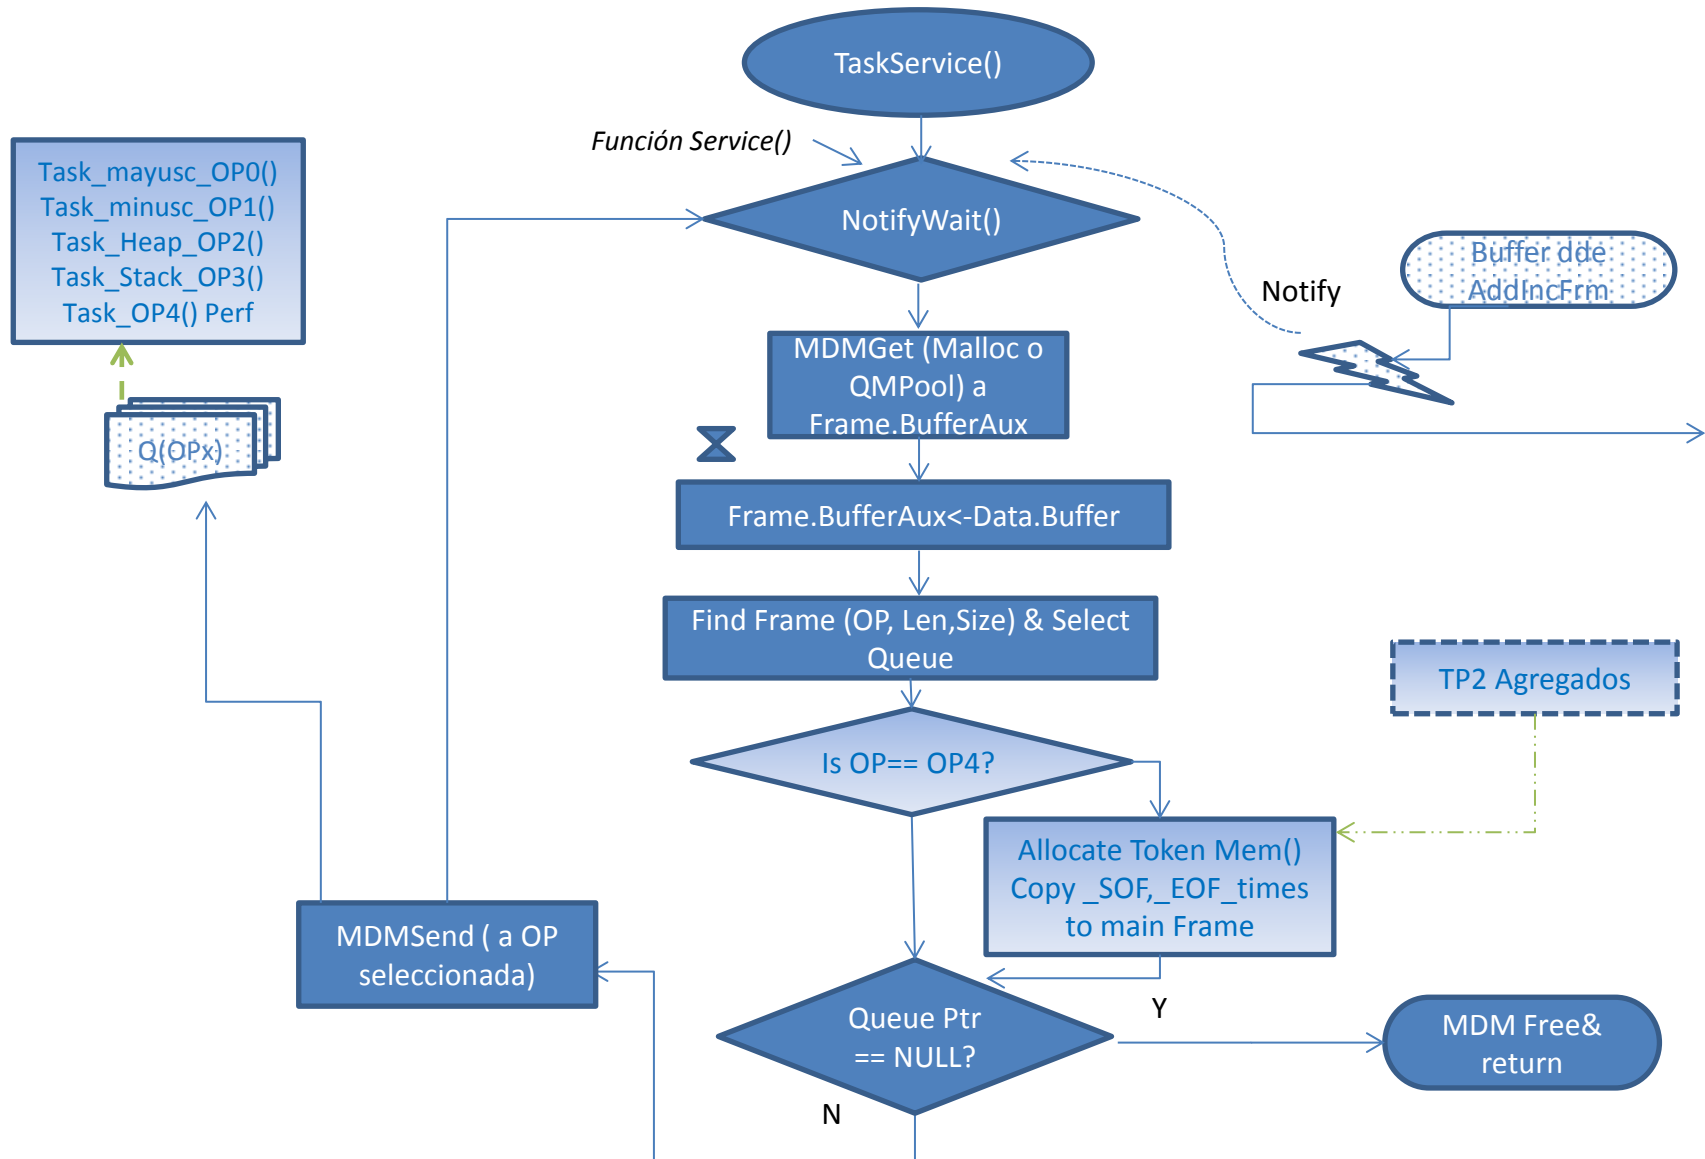 TaskService()
Función Service()
Task_mayusc_OP0()
Task_minusc_OP1()
Task_Heap_OP2()
Task_Stack_OP3()
Task_OP4() Perf
NotifyWait()
Buffer dde
AddIncFrm
Notify
MDMGet (Malloc o
QMPool) a
Frame.BufferAux
Q(OPx)
Frame.BufferAux<-Data.Buffer
Find Frame (OP, Len,Size) & Select
Queue
TP2 Agregados
Is OP== OP4?
Allocate Token Mem()
Copy _SOF,_EOF_times
to main Frame
MDMSend ( a OP
seleccionada)
Queue Ptr
== NULL?
Y
MDM Free&
return
N